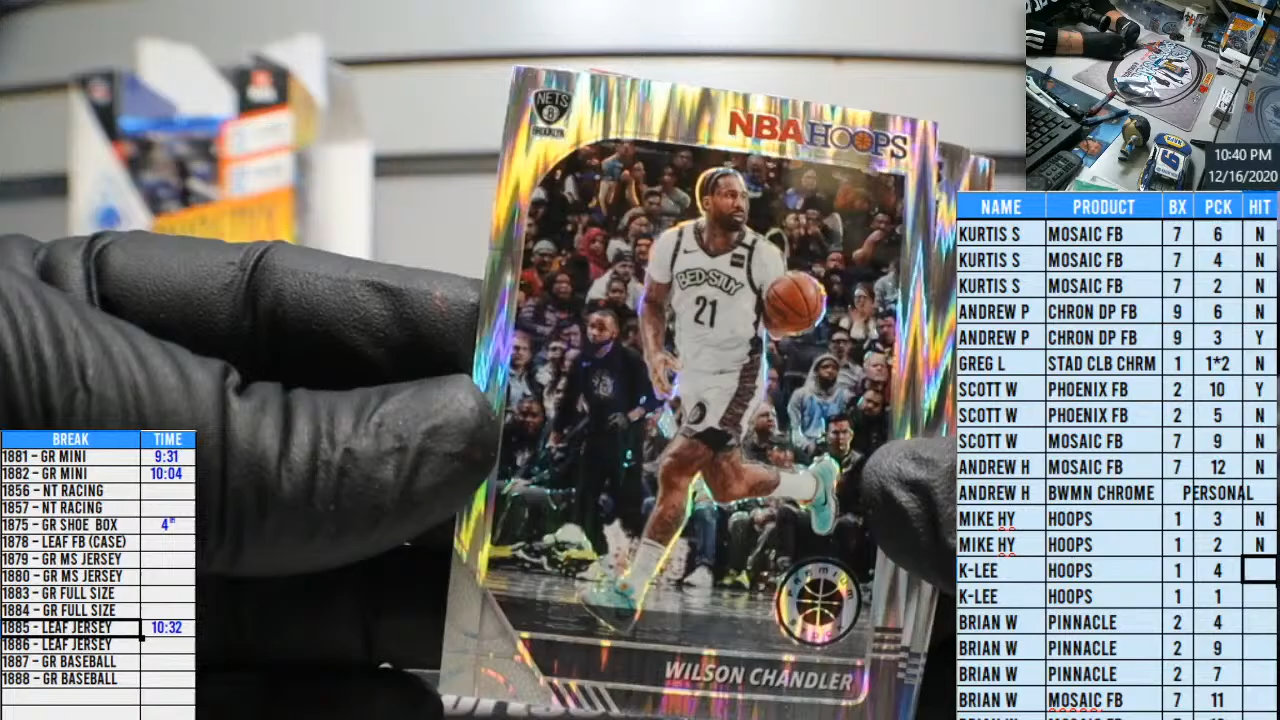 NETS
BROOKLYN
NBA HOOPS
BED-STUY
21
WILSON CHANDLER
10:40 PM
12/16/2020
NAME PRODUCT BX PCK HIT
KURTIS S MOSAIC FB 7 6 N
KURTIS S MOSAIC FB 7 4 N
KURTIS S MOSAIC FB 7 2 N
ANDREW P CHRON DP FB 9 6 N
ANDREW P CHRON DP FB 9 3 Y
GREG L STAD CLB CHRM 1 1*2 N
SCOTT W PHOENIX FB 2 10 Y
SCOTT W PHOENIX FB 2 5 N
SCOTT W MOSAIC FB 7 9 N
ANDREW H MOSAIC FB 7 12 N
ANDREW H BWMN CHROME PERSONAL
MIKE HY HOOPS 1 3 N
MIKE HY HOOPS 1 2 N
K-LEE HOOPS 1 4
K-LEE HOOPS 1 1
BRIAN W PINNACLE 2 4
BRIAN W PINNACLE 2 9
BRIAN W PINNACLE 2 7
BRIAN W MOSAIC FB 7 11
BREAK TIME
1881 - GR MINI 9:31
1882 - GR MINI 10:04
1856 - NT RACING
1857 - NT RACING
1875 - GR SHOE BOX 4th
1878 - LEAF FB (CASE)
1879 - GR MS JERSEY
1880 - GR MS JERSEY
1883 - GR FULL SIZE
1884 - GR FULL SIZE
1885 - LEAF JERSEY 10:32
1886 - LEAF JERSEY
1887 - GR BASEBALL
1888 - GR BASEBALL